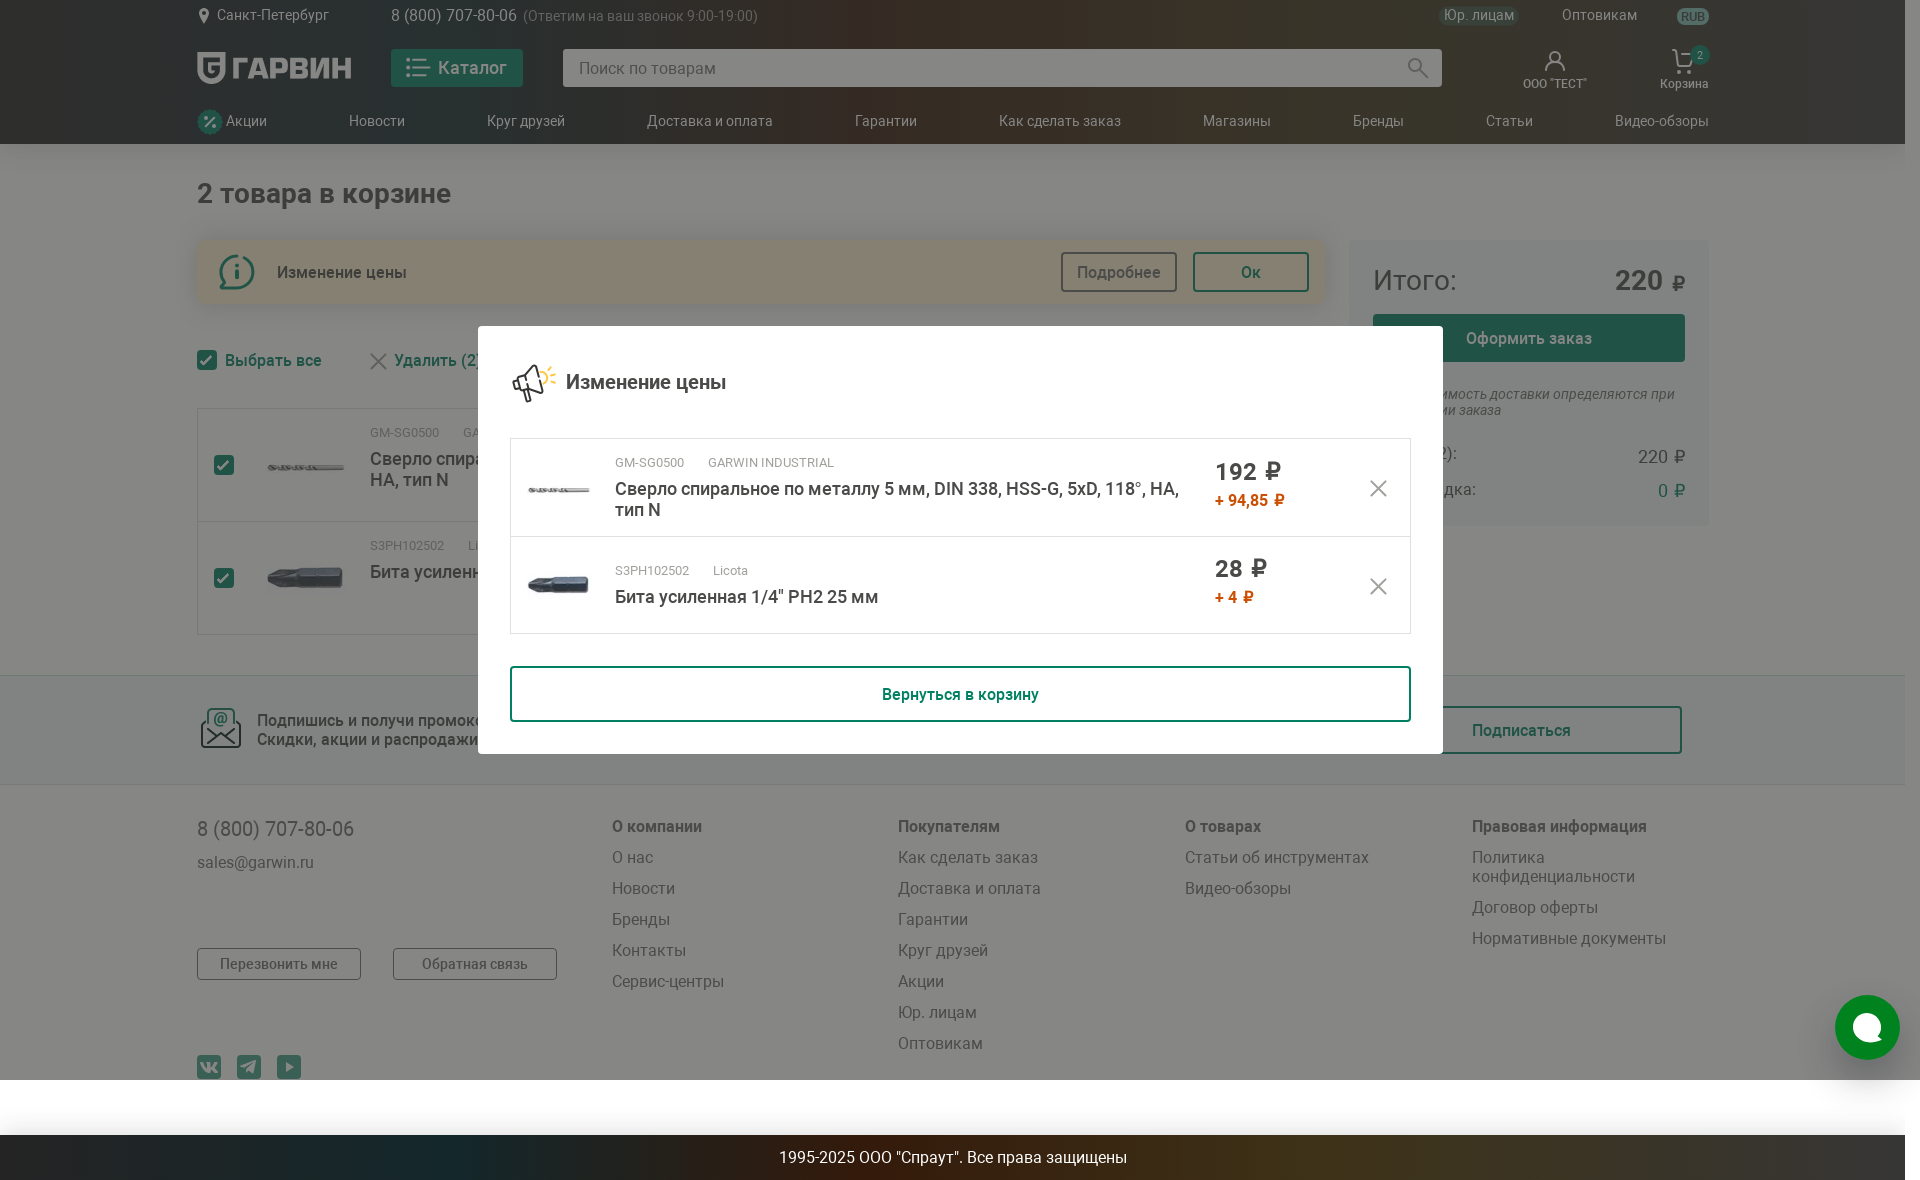 Санкт-Петербург
8 (800) 707-80-06 (Ответим на ваш звонок 9:00-19:00)
Юр. лицам
Оптовикам
RUB
ГАРВИН
Каталог
Поиск по товарам
ООО "ТЕСТ"
2
Корзина
Акции
Новости
Круг друзей
Доставка и оплата
Гарантии
Как сделать заказ
Магазины
Бренды
Статьи
Видео-обзоры
2 товара в корзине
Изменение цены
Подробнее
Ок
Итого:
220 ₽
Оформить заказ
Выбрать все
Удалить (2)
имость доставки определяются при
ии заказа
GM-SG0500 GA
Сверло спира
HA, тип N
2):
220 ₽
дка:
0 ₽
S3PH102502 Li
Бита усилен
Изменение цены
GM-SG0500 GARWIN INDUSTRIAL
Сверло спиральное по металлу 5 мм, DIN 338, HSS-G, 5xD, 118°, HA,
тип N
192 ₽
+ 94,85 ₽
S3PH102502 Licota
Бита усиленная 1/4" PH2 25 мм
28 ₽
+ 4 ₽
Вернуться в корзину
Подпишись и получи промоко
Скидки, акции и распродажи
Подписаться
8 (800) 707-80-06
sales@garwin.ru
Перезвонить мне
Обратная связь
О компании
О нас
Новости
Бренды
Контакты
Сервис-центры
Покупателям
Как сделать заказ
Доставка и оплата
Гарантии
Круг друзей
Акции
Юр. лицам
Оптовикам
О товарах
Статьи об инструментах
Видео-обзоры
Правовая информация
Политика
конфиденциальности
Договор оферты
Нормативные документы
1995-2025 ООО "Спраут". Все права защищены